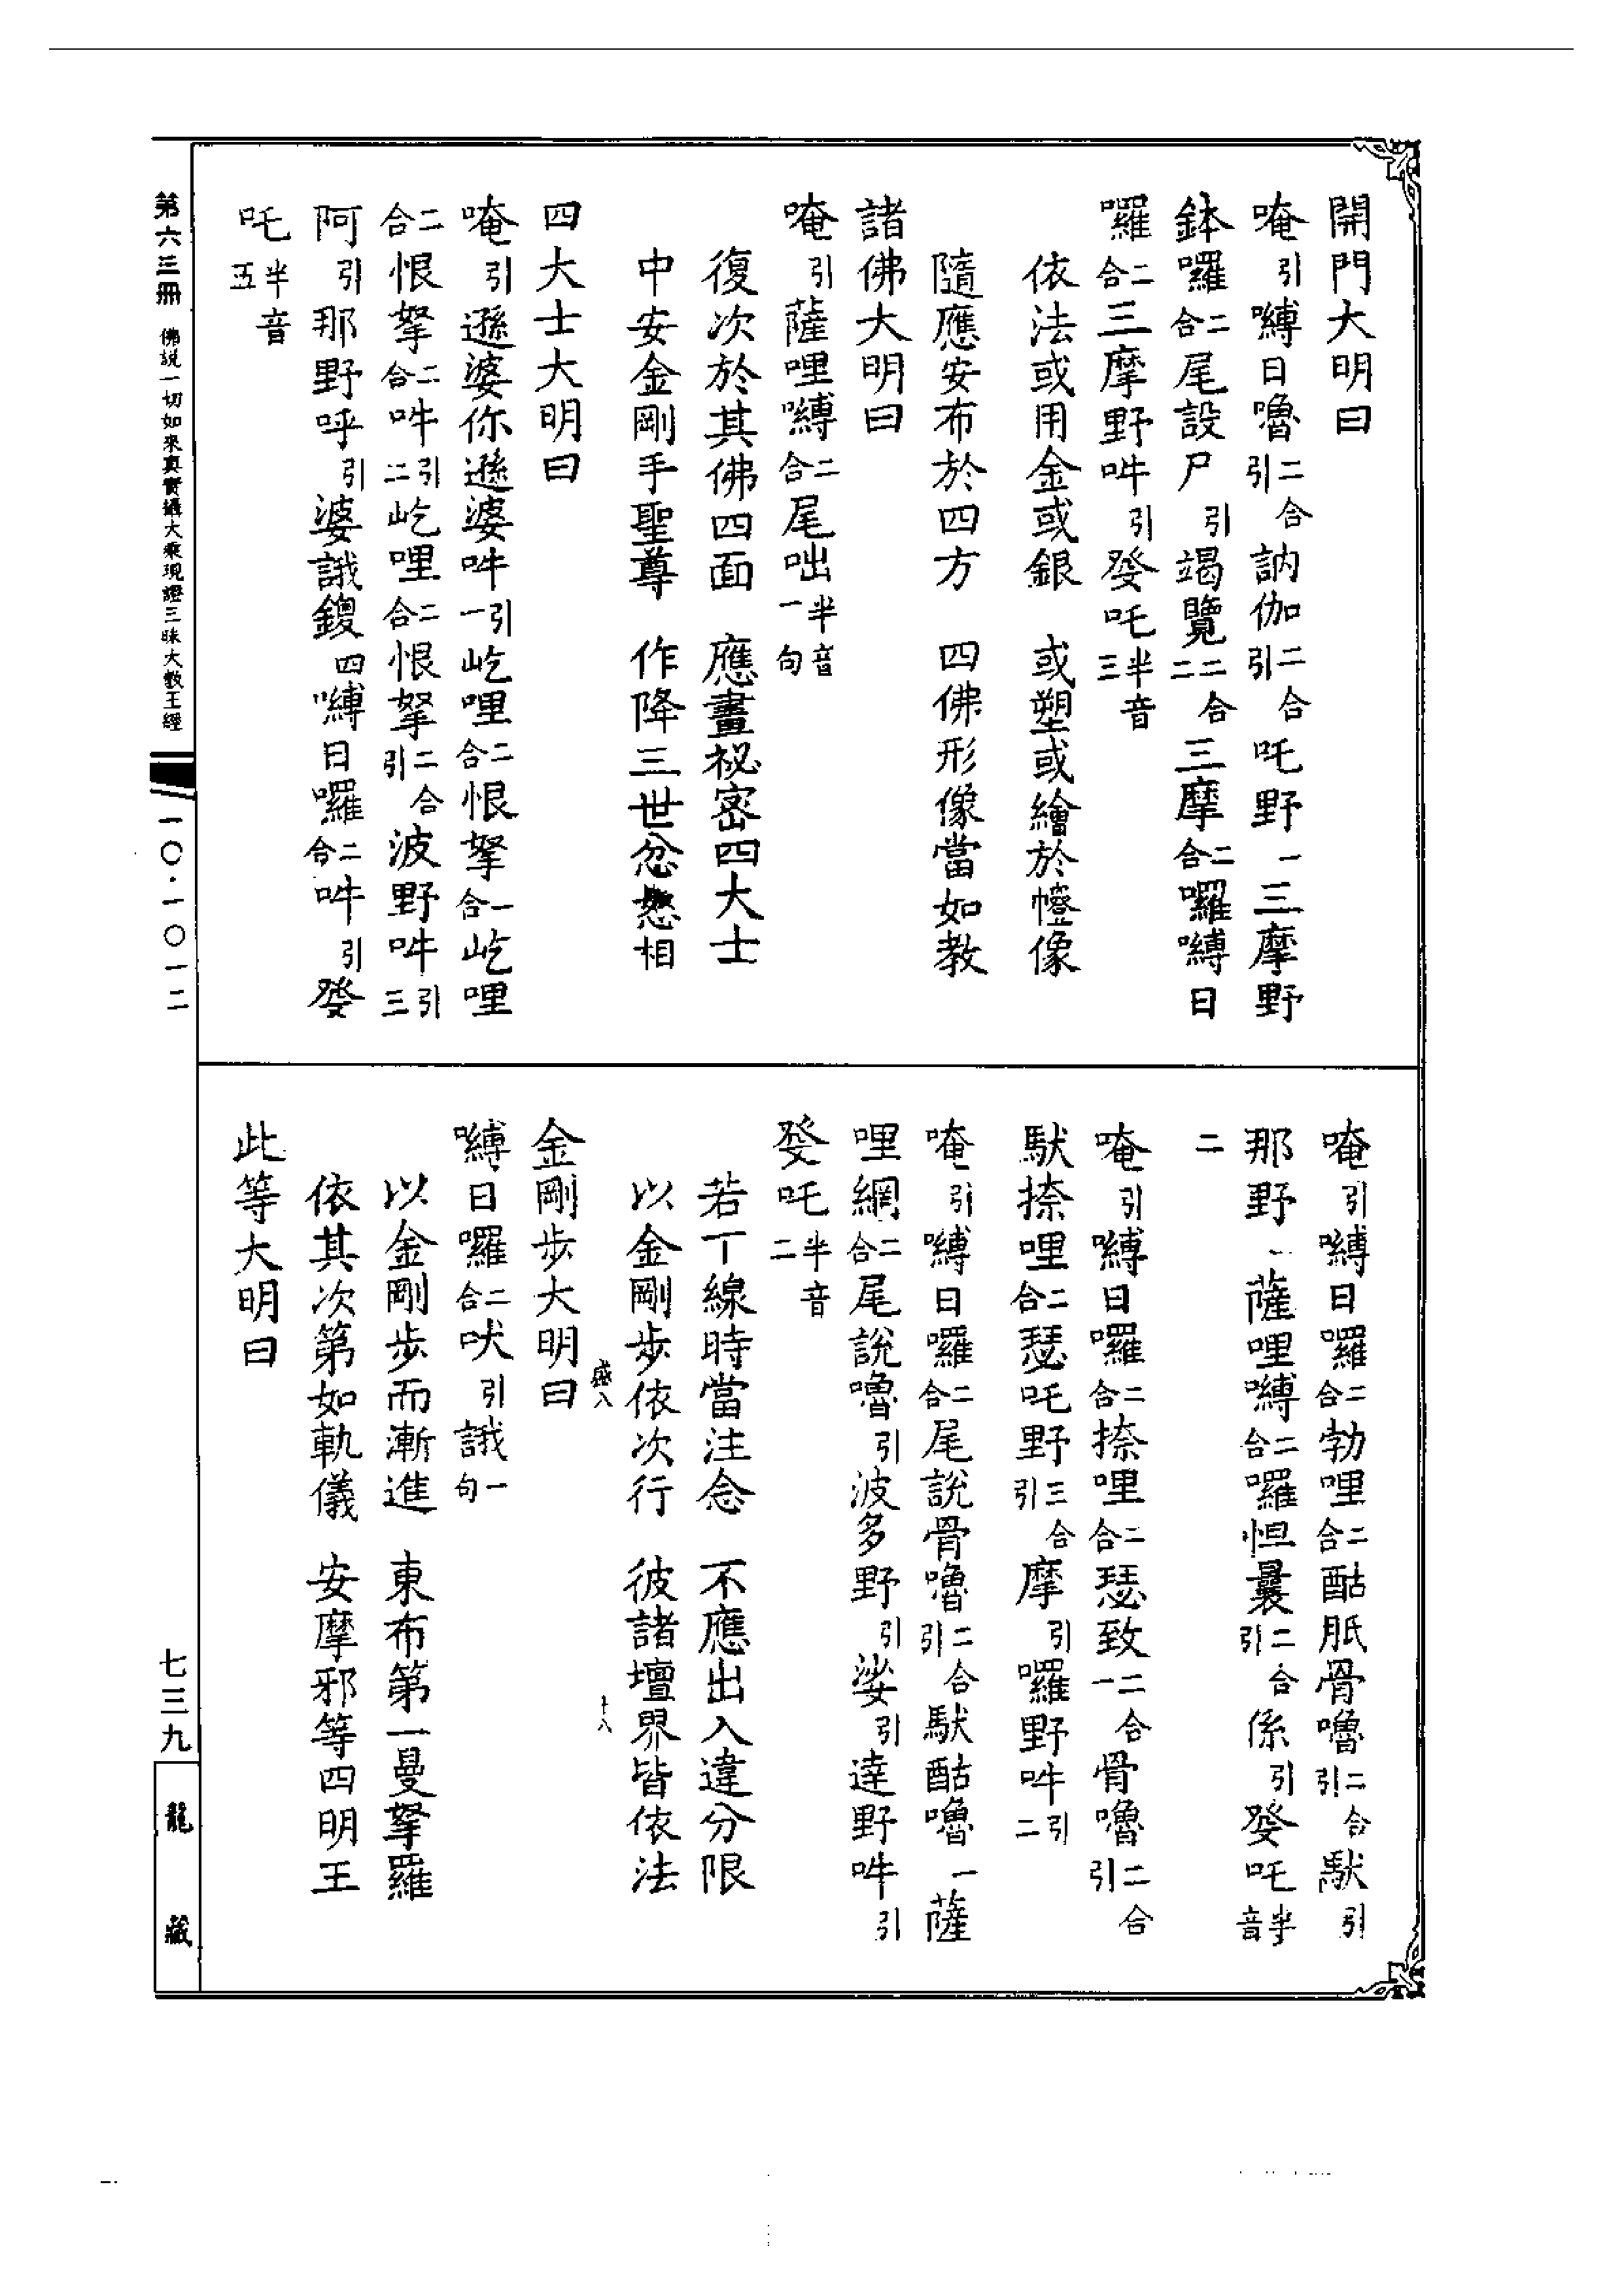 開門大明曰
唵引嚩日嚕二合引訥伽二合引吒野一三摩野
鉢囉二合尾設尸引竭覽二合二三摩二合囉嚩日
囉二合三摩野吽引發吒半音三
依法或用金或銀　或塑或繪於㡧像
隨應安布於四方　四佛形像當如教
諸佛大明曰
唵引薩哩嚩二合尾咄半音一句
復次於其佛四面　應畫祕密四大士
中安金剛手聖尊　作降三世忿怒相
四大士大明曰
唵引遜婆你遜婆吽引一屹哩二合恨拏一合屹哩
二合恨拏二合吽引二屹哩二合恨拏二合引波野吽引三
阿引那野呼引婆誐鑁四嚩日囉二合吽引發
吒半音五
唵引嚩日囉二合勃哩二合酤胝骨嚕二合引馱引
那野一薩哩嚩二合囉怛曩二合引係引發吒半音
二
唵引嚩日囉二合捺哩二合瑟致二合一骨嚕二合引
馱捺哩二合瑟吒野三合引摩引囉野吽引二
唵引嚩日囉二合尾說骨嚕二合引馱酤嚕一薩
哩網二合尾說嚕引波多野引娑引達野吽引
發吒半音二
若丅線時當注念　不應出入違分限
以金剛步依次行　彼諸壇界皆依法
盛八　十八
金剛步大明曰
嚩日囉二合吠引誐一句
以金剛步而漸進　東布第一曼拏羅
依其次第如軌儀　安摩邪等四明王
此等大明曰
第六三冊　佛說一切如來真實攝大乘現證三昧大教王經　一〇·一〇一二
七三九　龍藏